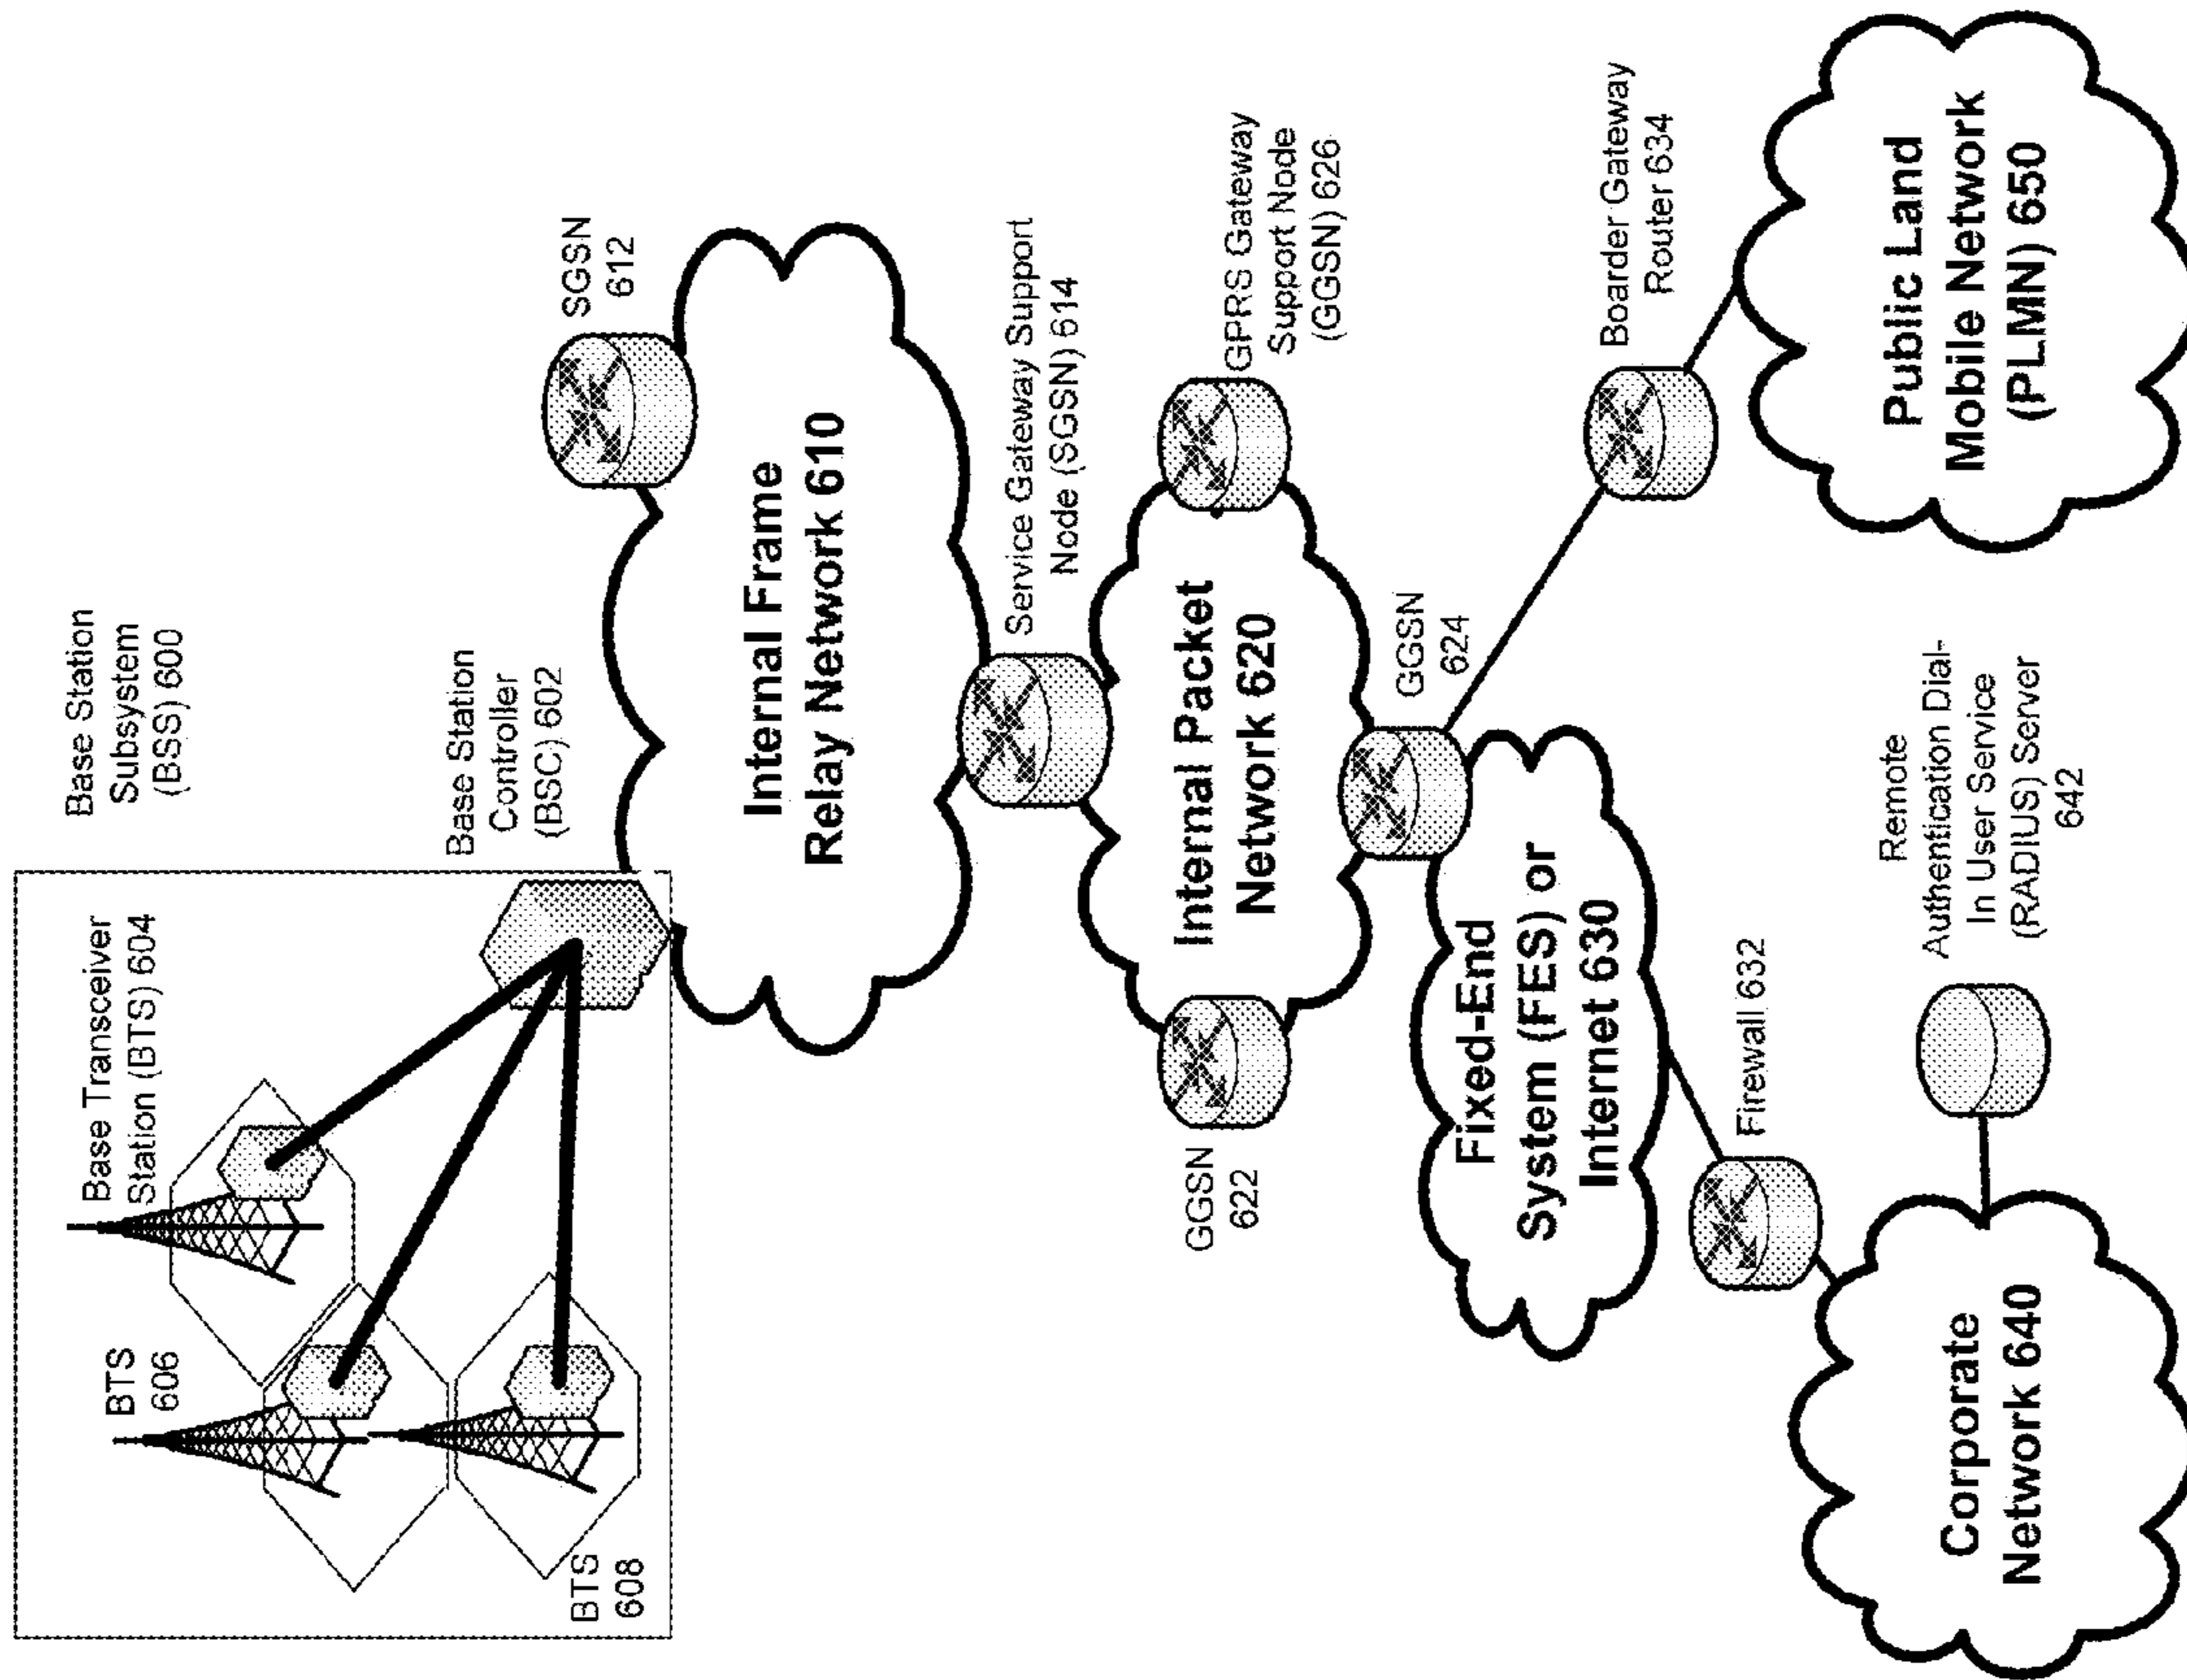 Base Station
Subsystem
(BSS) 600
Base Transceiver
Station (BTS) 604
BTS
606
BTS
608
Base Station
Controller
(BSC) 602
SGSN
612
Internal Frame
Relay Network 610
Service Gateway Support
Node (SGSN) 614
GPRS Gateway
Support Node
(GGSN) 626
Internal Packet
Network 620
GGSN
622
GGSN
624
Fixed-End
System (FES) or
Internet 630
Boarder Gateway
Router 634
Firewall 632
Remote
Authentication Dial-
In User Service
(RADIUS) Server
642
Public Land
Mobile Network
(PLMN) 650
Corporate
Network 640